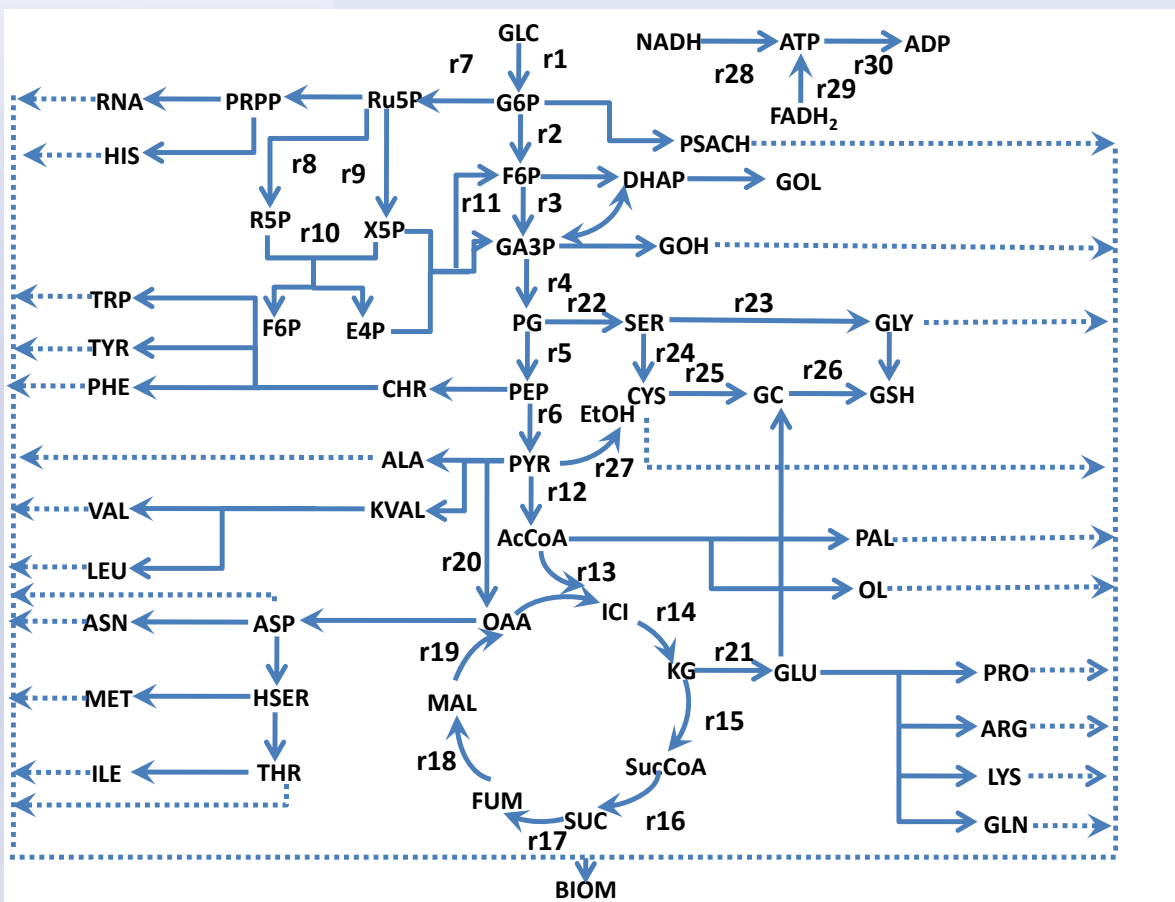 GLC
r1
NADH
ATP
ADP
r7
r28
r30
r29
RNA
PRPP
Ru5P
G6P
FADH2
r2
PSACH
HIS
r8
r9
F6P
DHAP
GOL
r11
r3
R5P
r10
X5P
GA3P
GOH
r4
TRP
r22
r23
F6P
E4P
PG
SER
GLY
TYR
r5
r24
r25
r26
PHE
CHR
PEP
r6
CYS
GC
GSH
EtOH
ALA
PYR
r27
r12
VAL
KVAL
AcCoA
PAL
r20
r13
LEU
OL
ICI
r14
ASN
ASP
OAA
r19
KG
r21
GLU
PRO
MET
HSER
MAL
r15
ARG
r18
SucCoA
ILE
THR
LYS
FUM
SUC
r16
r17
GLN
BIOM